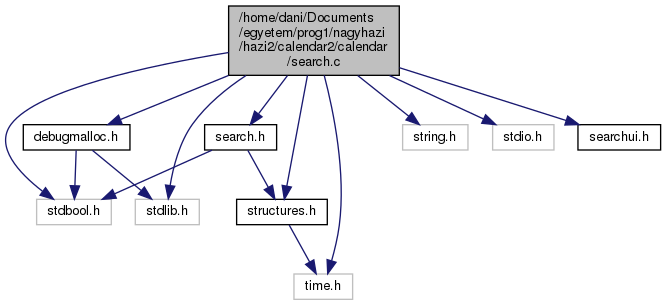 /home/dani/Documents
/egyetem/prog1/nagyhazi
/hazi2/calendar2/calendar
/search.c
debugmalloc.h
search.h
string.h
stdio.h
searchui.h
stdbool.h
stdlib.h
structures.h
time.h